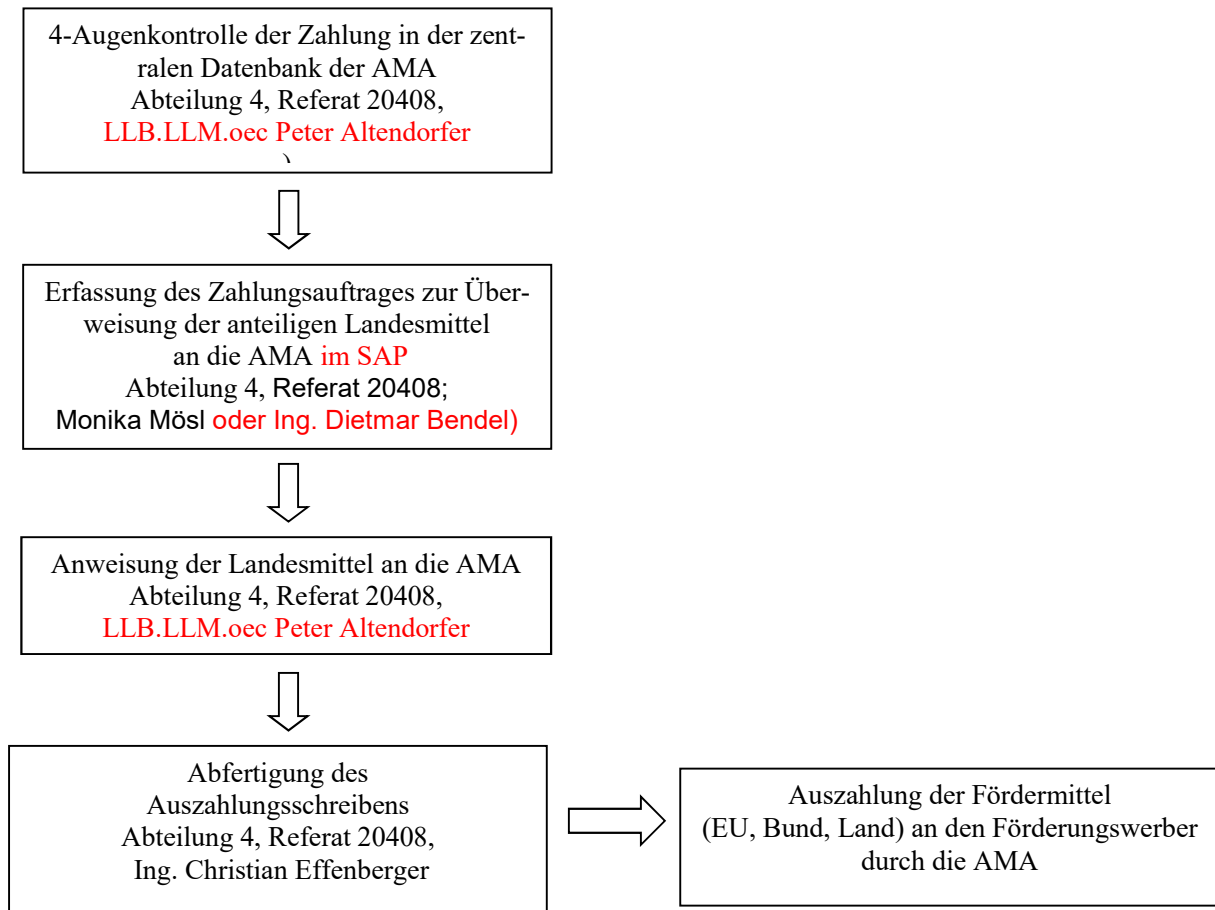 4-Augenkontrolle der Zahlung in der zent-
ralen Datenbank der AMA
Abteilung 4, Referat 20408,
LLB.LLM.oec Peter Altendorfer
Erfassung des Zahlungsauftrages zur Über-
weisung der anteiligen Landesmittel
an die AMA im SAP
Abteilung 4, Referat 20408;
Monika Mösl oder Ing. Dietmar Bendel)
Anweisung der Landesmittel an die AMA
Abteilung 4, Referat 20408,
LLB.LLM.oec Peter Altendorfer
Abfertigung des
Auszahlungsschreibens
Abteilung 4, Referat 20408,
Ing. Christian Effenberger
Auszahlung der Fördermittel
(EU, Bund, Land) an den Förderungswerber
durch die AMA